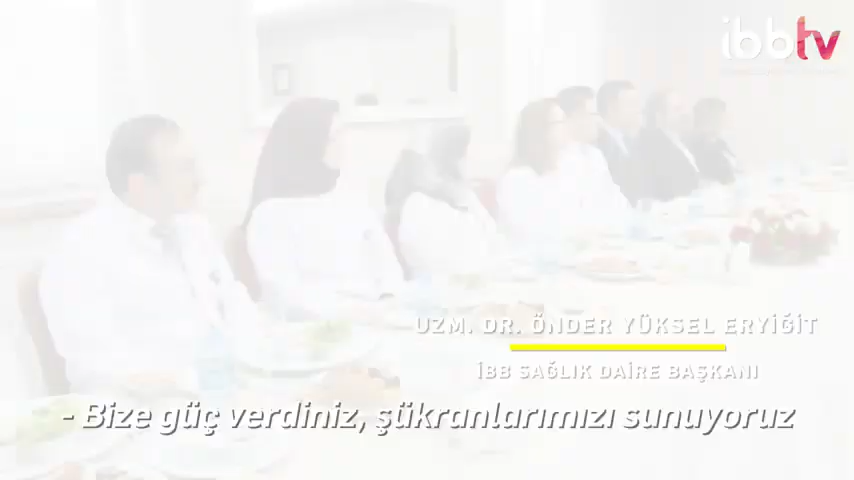 ibbtv
UZM. DR. ÖNDER YÜKSEL ERYİĞİT
İBB SAĞLIK DAİRE BAŞKANI
- Bize güç verdiniz, şükranlarımızı sunuyoruz